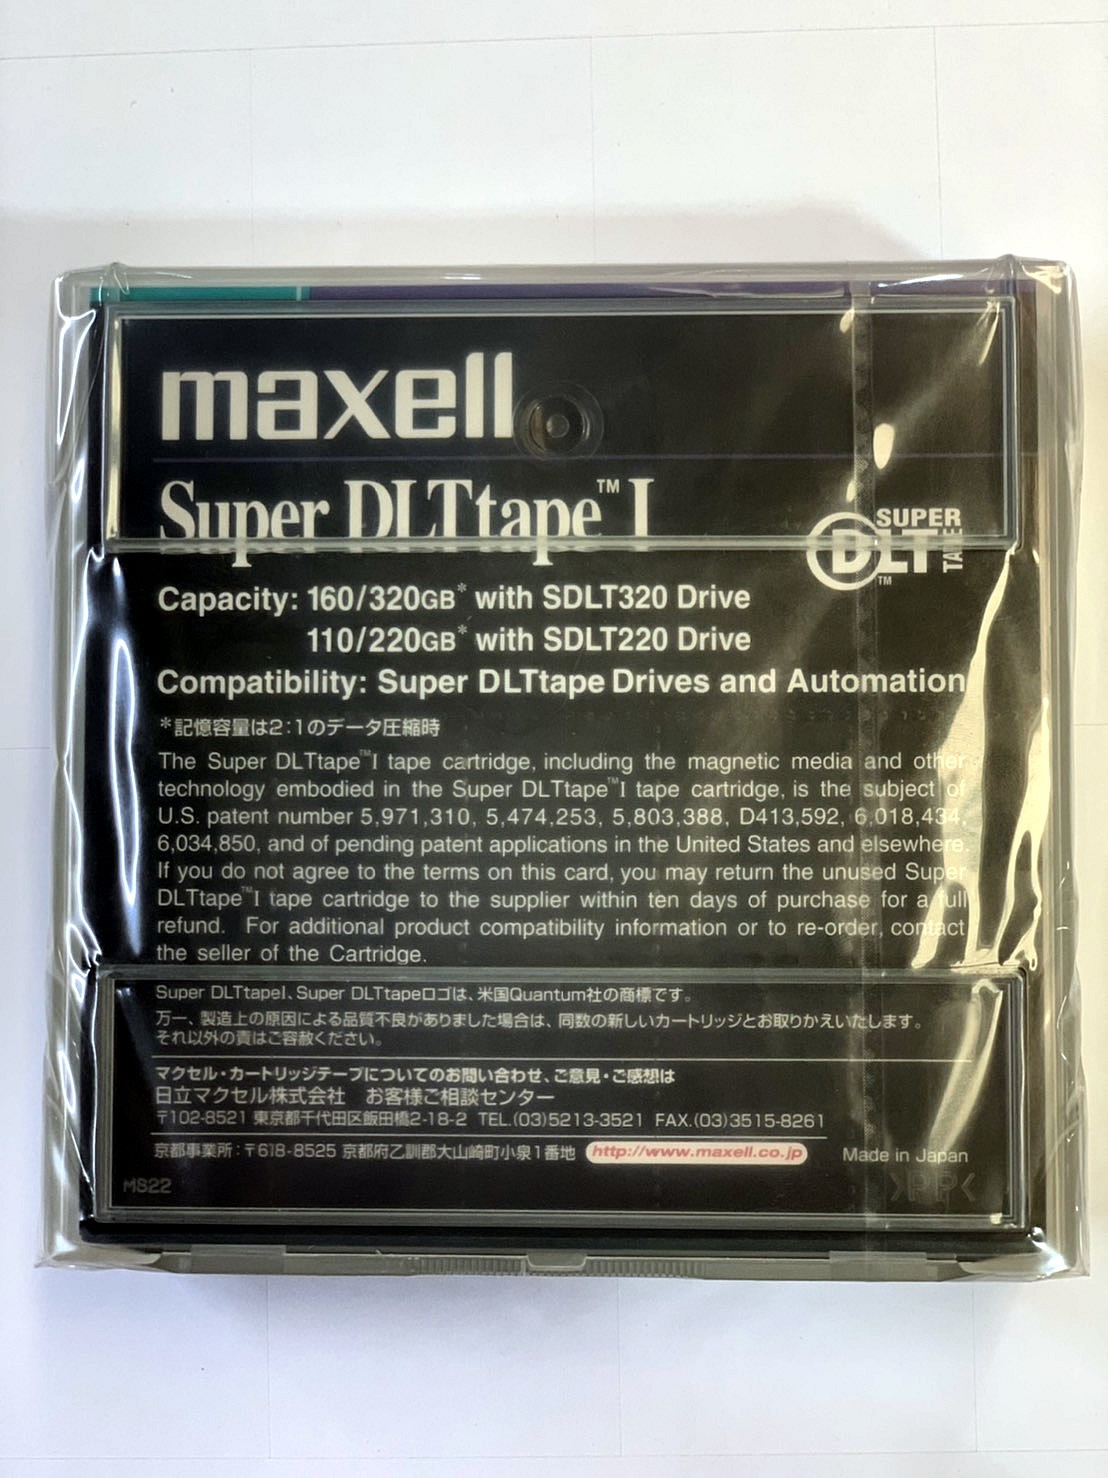 maxell
Super DLTtape™ I
SUPER
DLT
TAPE
™
Capacity: 160/320GB* with SDLT320 Drive
110/220GB* with SDLT220 Drive
Compatibility: Super DLTtape Drives and Automation
*記憶容量は2:1のデータ圧縮時
The Super DLTtape™I tape cartridge, including the magnetic media and other
technology embodied in the Super DLTtape™I tape cartridge, is the subject of
U.S. patent number 5,971,310, 5,474,253, 5,803,388, D413,592, 6,018,434,
6,034,850, and of pending patent applications in the United States and elsewhere.
If you do not agree to the terms on this card, you may return the unused Super
DLTtape™I tape cartridge to the supplier within ten days of purchase for a full
refund. For additional product compatibility information or to re-order, contact
the seller of the Cartridge.
Super DLTtapeI、Super DLTtapeロゴは、米国Quantum社の商標です。
万一、製造上の原因による品質不良がありました場合は、同数の新しいカートリッジとお取りかえいたします。
それ以外の責はご容赦ください。
マクセル・カートリッジテープについてのお問い合わせ、ご意見・ご感想は
日立マクセル株式会社 お客様ご相談センター
〒102-8521 東京都千代田区飯田橋2-18-2 TEL.(03)5213-3521 FAX.(03)3515-8261
京都事業所:〒618-8525 京都府乙訓郡大山崎町小泉1番地 http://www.maxell.co.jp Made in Japan
MS22
>PP<